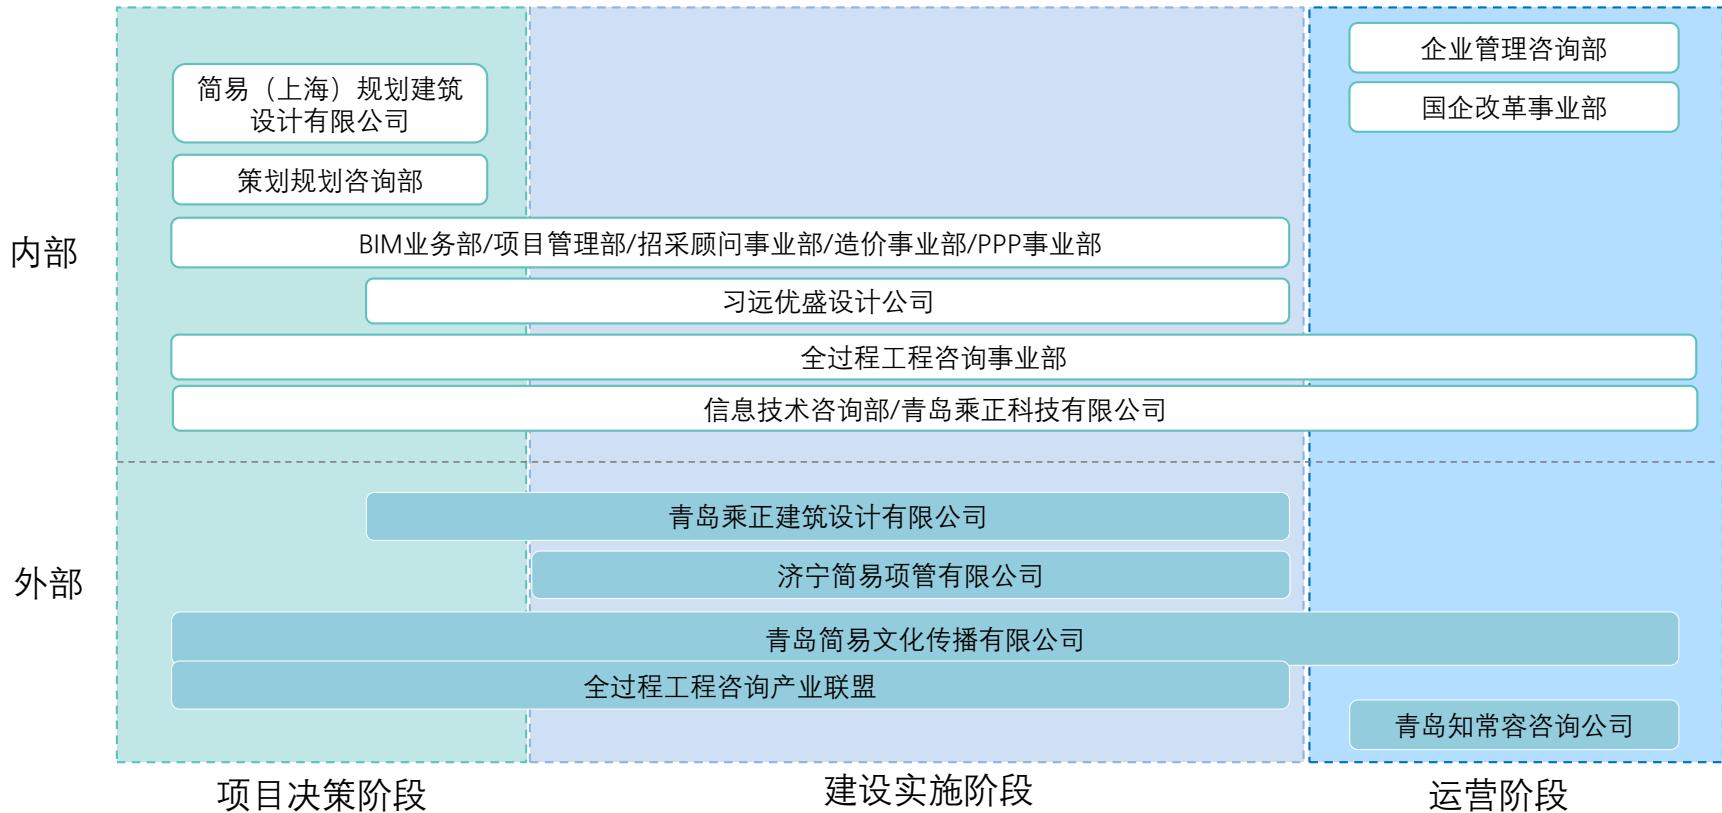 企业管理咨询部
简易（上海）规划建筑
设计有限公司
国企改革事业部
策划规划咨询部
内部
BIM业务部/项目管理部/招采顾问事业部/造价事业部/PPP事业部
习远优盛设计公司
全过程工程咨询事业部
信息技术咨询部/青岛乘正科技有限公司
青岛乘正建筑设计有限公司
外部
济宁简易项管有限公司
青岛简易文化传播有限公司
全过程工程咨询产业联盟
青岛知常容咨询公司
项目决策阶段
建设实施阶段
运营阶段